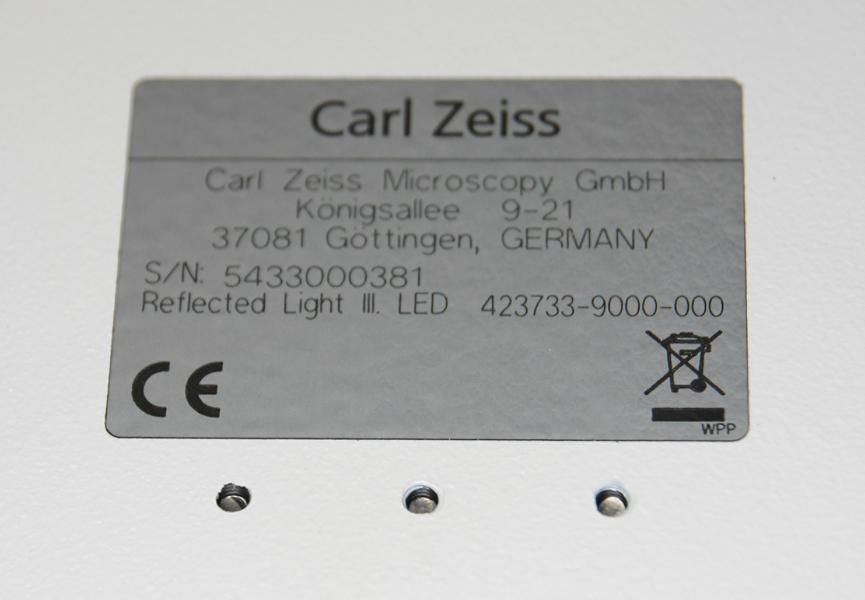 Carl Zeiss
Carl Zeiss Microscopy GmbH
Königsallee 9-21
37081 Göttingen, GERMANY
S/N: 5433000381
Reflected Light III. LED 423733-9000-000
CE
WPP